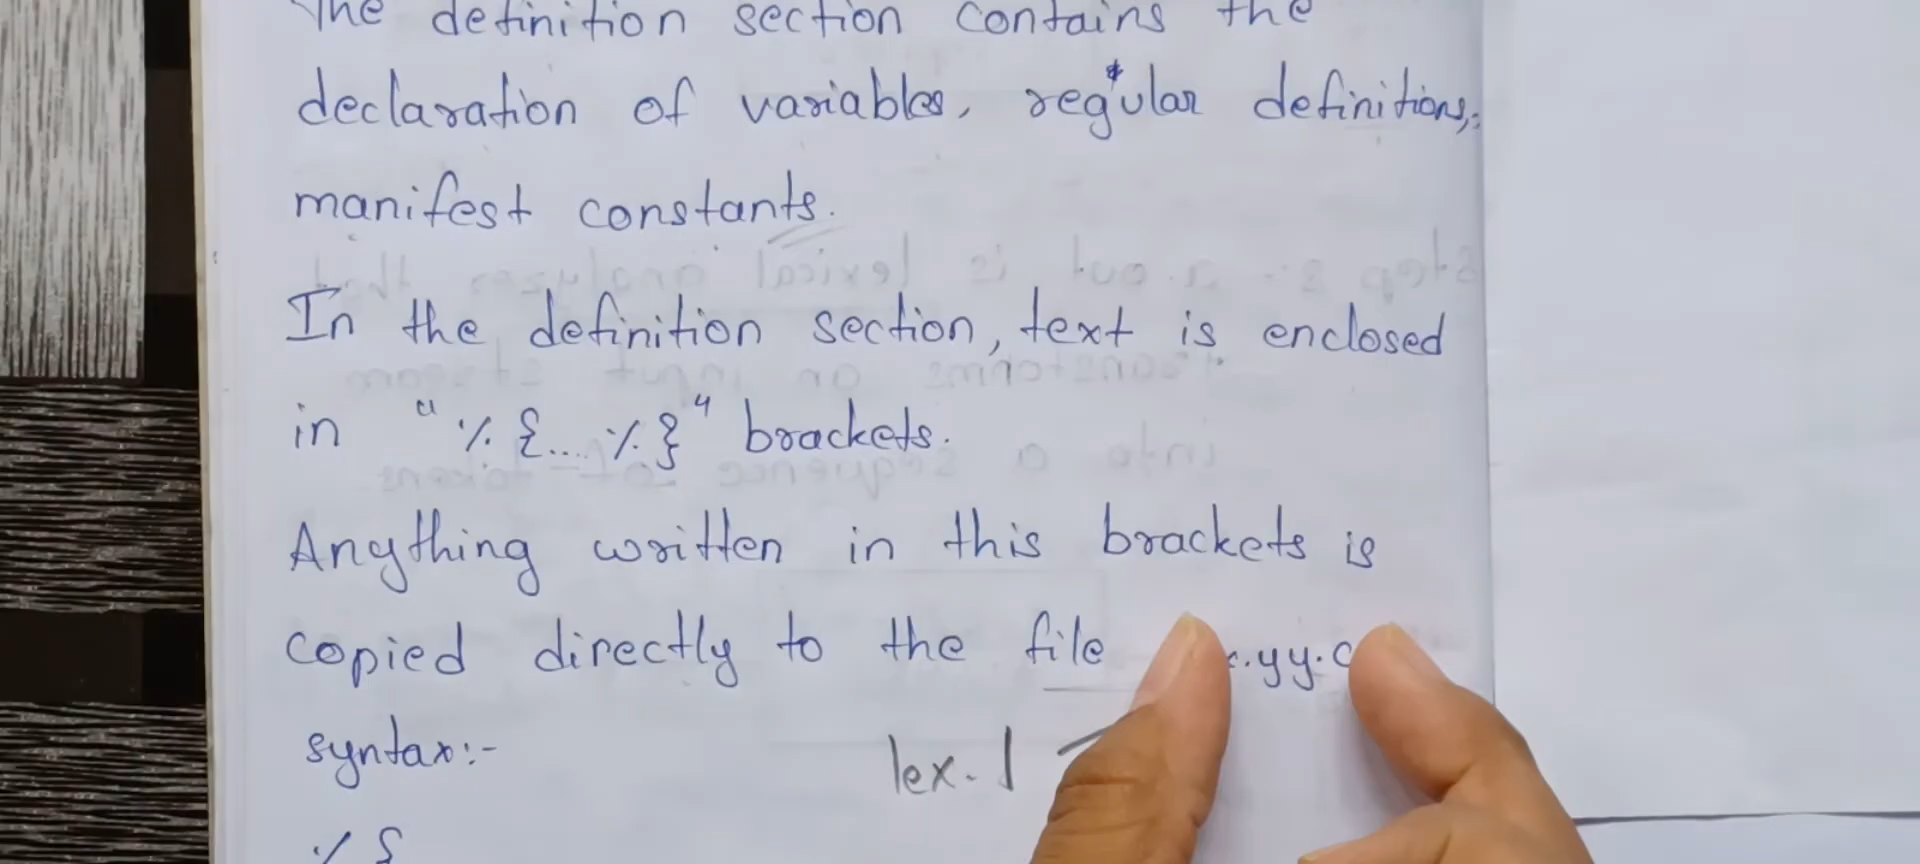 The definition section contains the
declaration of variables, regular definitions,
manifest constants.
In the definition section, text is enclosed
in "%{....%}" brackets.
Anything written in this brackets is
copied directly to the file .yy.c
syntax:-
lex.l
%{